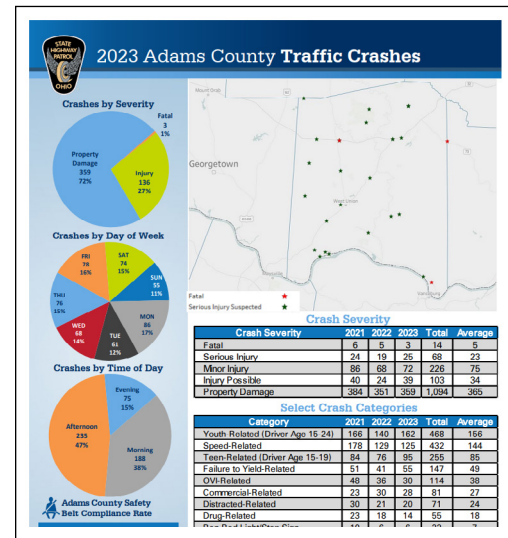 STATE
HIGHWAY
PATROL
OHIO
2023 Adams County Traffic Crashes
Crashes by Severity
Fatal
3
1%
Property
Damage
359
72%
Injury
136
27%
Crashes by Day of Week
FRI
78
16%
SAT
74
15%
SUN
55
11%
THU
76
15%
MON
86
17%
WED
68
14%
TUE
61
12%
Crashes by Time of Day
Evening
75
15%
Afternoon
235
47%
Morning
188
38%
Adams County Safety
Belt Compliance Rate
Georgetown
West Union
Fatal
Serious Injury Suspected
Crash Severity
Crash Severity 2021 2022 2023 Total Average
Fatal 6 5 3 14 5
Serious Injury 24 19 25 68 23
Minor Injury 86 68 72 226 75
Injury Possible 40 24 39 103 34
Property Damage 384 351 359 1,094 365
Select Crash Categories
Category 2021 2022 2023 Total Average
Youth Related (Driver Age 15-24) 166 140 162 468 156
Speed-Related 178 129 125 432 144
Teen-Related (Driver Age 15-19) 84 76 95 255 85
Failure to Yield-Related 51 41 55 147 49
OVI-Related 48 36 30 114 38
Commercial-Related 23 30 28 81 27
Distracted-Related 30 21 20 71 24
Drug-Related 23 18 14 55 18